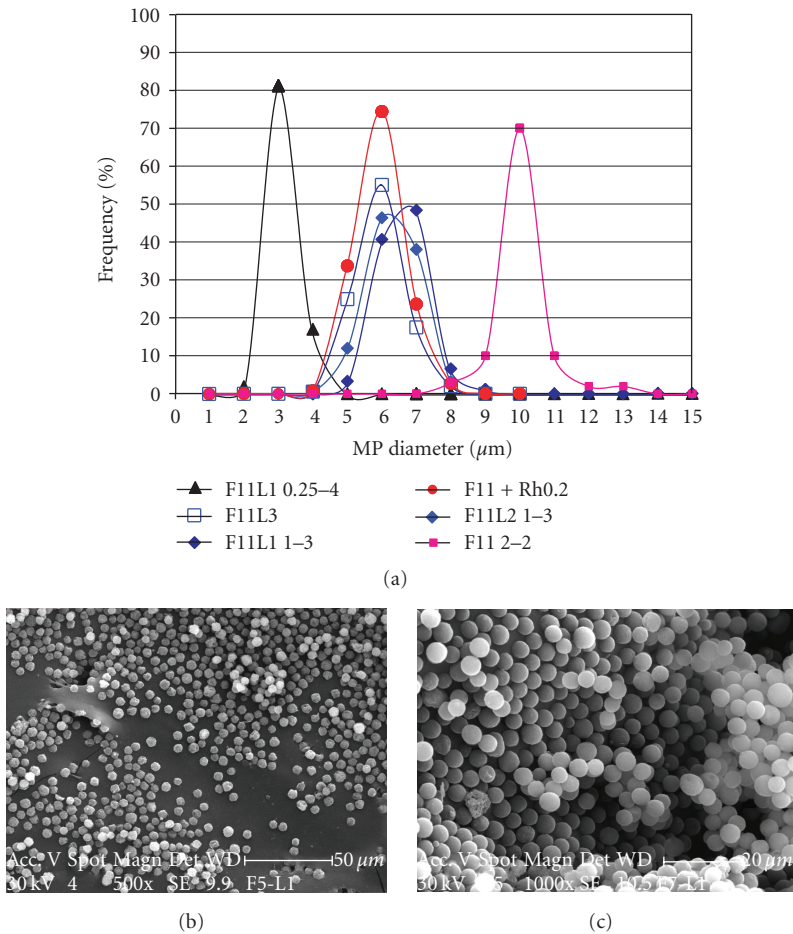 100
90
80
70
60
50
40
30
20
10
0
Frequency (%)
0 1 2 3 4 5 6 7 8 9 10 11 12 13 14 15
MP diameter (μm)
F11L1 0.25–4
F11L3
F11L1 1–3
F11 + Rh0.2
F11L2 1–3
F11 2–2
(a)
Acc. V Spot Magn Det WD 50 μm
30 kV 4 500x SE 9.9 F5-L1
(b)
Acc. V Spot Magn Det WD 20 μm
30 kV 5 1000x SE 10.5 F7-L1
(c)